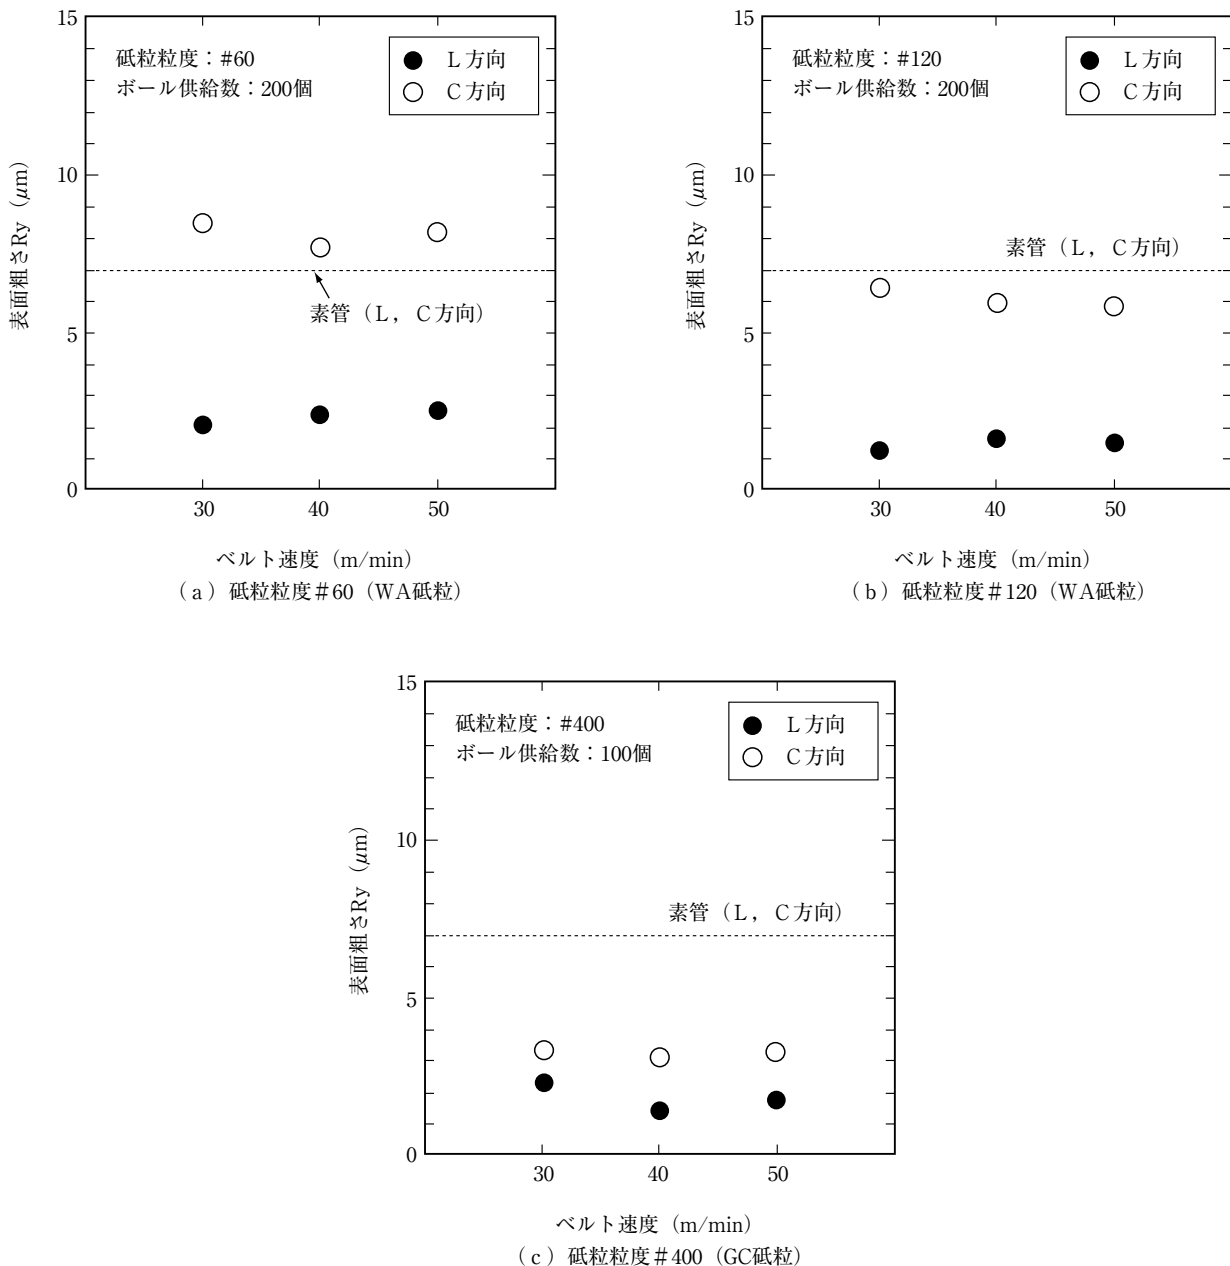 15
10
5
0
表面粗さRy（μm）
砥粒粒度：#60
ボール供給数：200個
L方向
C方向
素管（L，C方向）
30 40 50
ベルト速度（m/min）
（a）砥粒粒度＃60（WA砥粒）
15
10
5
0
表面粗さRy（μm）
砥粒粒度：#120
ボール供給数：200個
L方向
C方向
素管（L，C方向）
30 40 50
ベルト速度（m/min）
（b）砥粒粒度＃120（WA砥粒）
15
10
5
0
表面粗さRy（μm）
砥粒粒度：#400
ボール供給数：100個
L方向
C方向
素管（L，C方向）
30 40 50
ベルト速度（m/min）
（c）砥粒粒度＃400（GC砥粒）